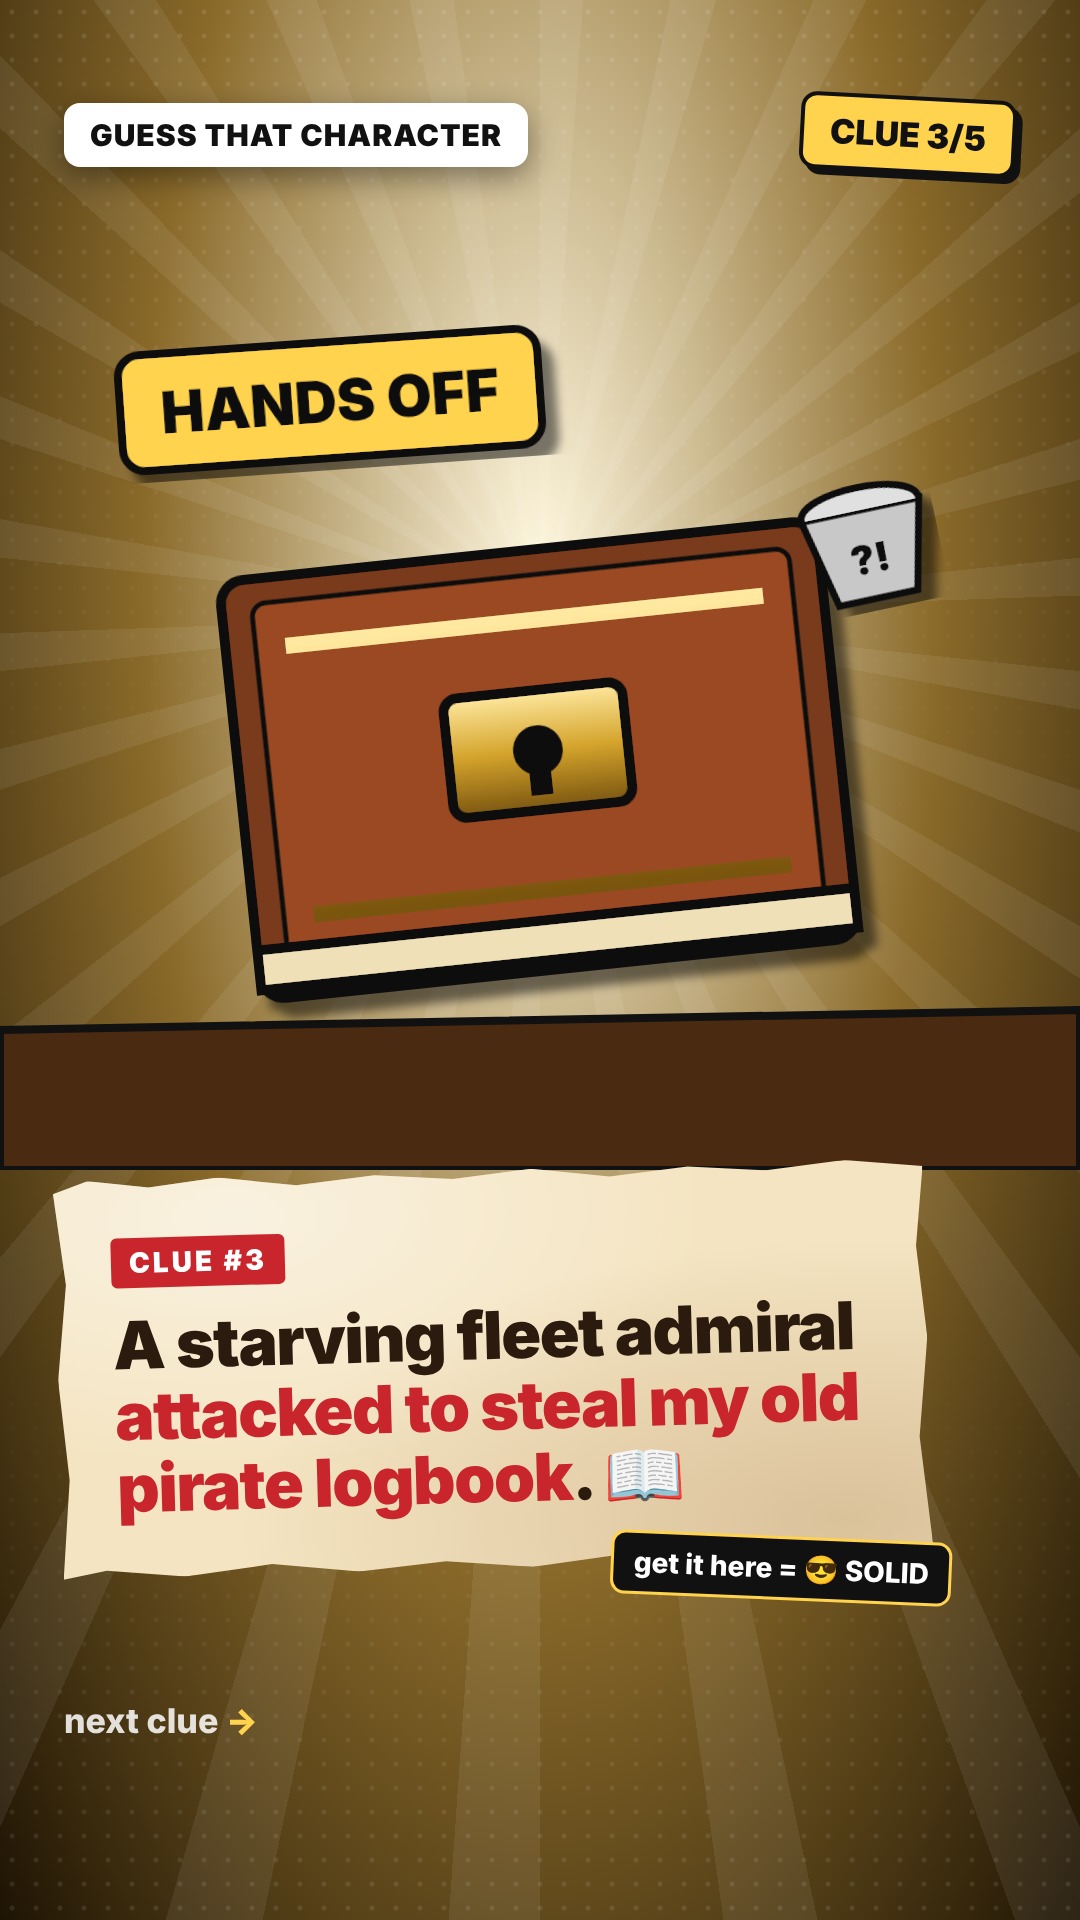 GUESS THAT CHARACTER
CLUE 3/5
HANDS OFF
?!
CLUE #3
A starving fleet admiral
attacked to steal my old
pirate logbook. 📖
get it here = 😎 SOLID
next clue →